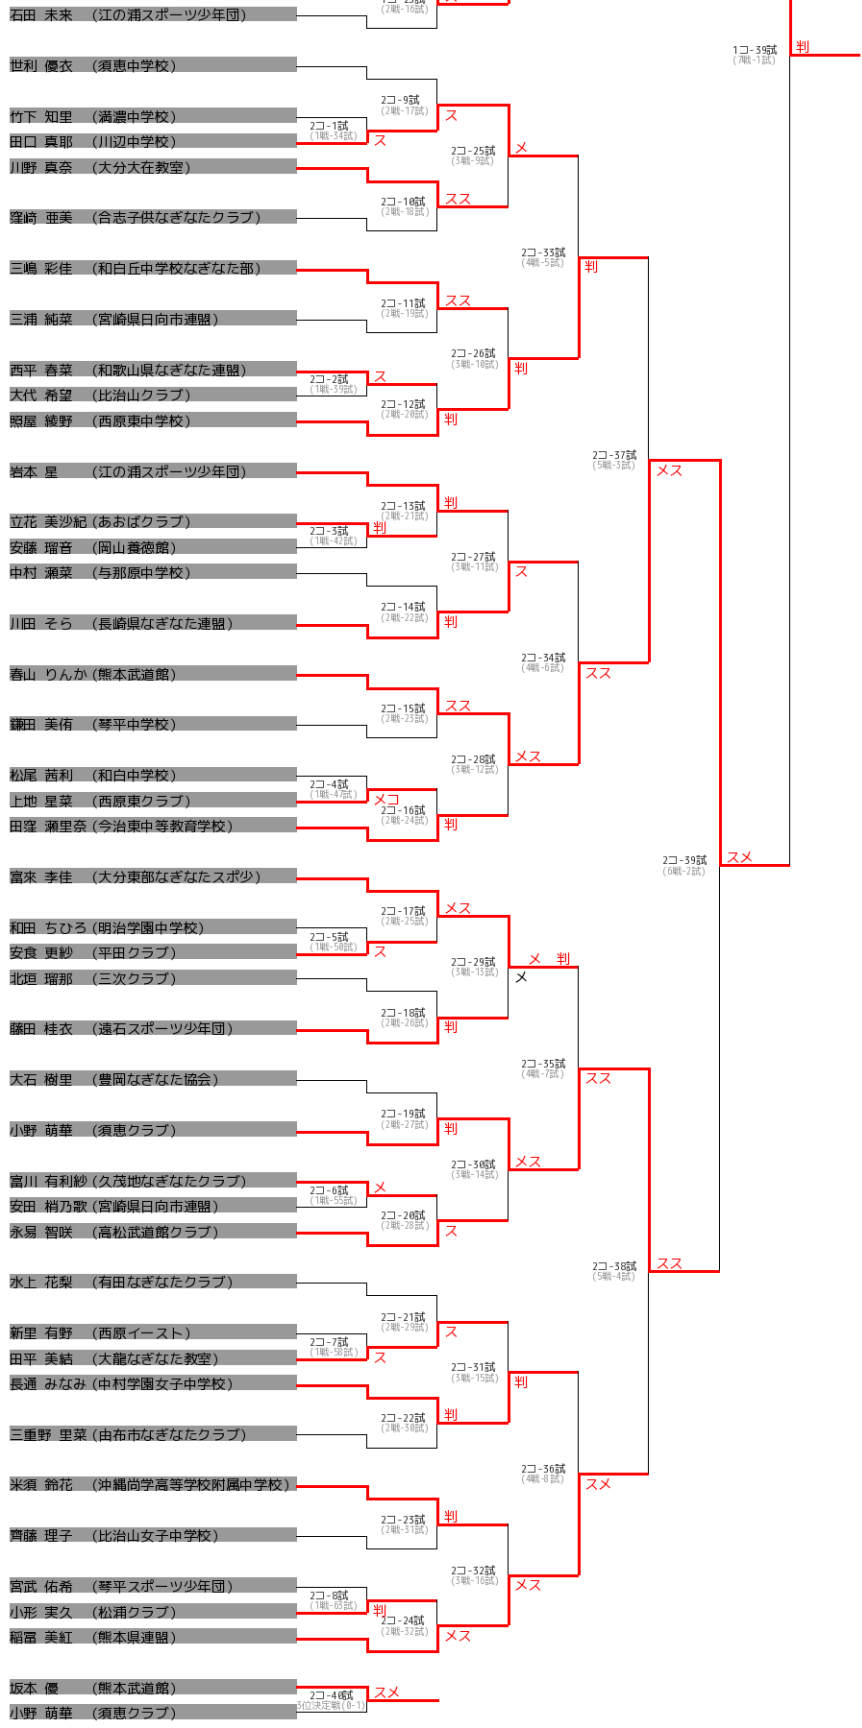 (2戦-16試)
石田 未来 (江の浦スポーツ少年団)
1コ-39試
(7戦-1試)
判
世利 優衣 (須恵中学校)
2コ-9試
(2戦-17試)
ス
竹下 知里 (満濃中学校)
2コ-1試
(1戦-34試)
ス
田口 真耶 (川辺中学校)
2コ-25試
(3戦-9試)
メ
川野 真奈 (大分大在教室)
2コ-10試
(2戦-18試)
スス
窪崎 亜美 (合志子供なぎなたクラブ)
2コ-33試
(4戦-5試)
判
三嶋 彩佳 (和白丘中学校なぎなた部)
2コ-11試
(2戦-19試)
スス
三浦 純菜 (宮崎県日向市連盟)
2コ-26試
(3戦-10試)
判
西平 春菜 (和歌山県なぎなた連盟)
2コ-2試
(1戦-39試)
ス
大代 希望 (比治山クラブ)
2コ-12試
(2戦-20試)
判
照屋 綾野 (西原東中学校)
2コ-37試
(5戦-3試)
メス
岩本 星 (江の浦スポーツ少年団)
2コ-13試
(2戦-21試)
判
立花 美沙紀 (あおばクラブ)
2コ-3試
(1戦-42試)
判
安藤 瑠音 (岡山養徳館)
2コ-27試
(3戦-11試)
ス
中村 瀬菜 (与那原中学校)
2コ-14試
(2戦-22試)
判
川田 そら (長崎県なぎなた連盟)
2コ-34試
(4戦-6試)
スス
春山 りんか (熊本武道館)
2コ-15試
(2戦-23試)
スス
鎌田 美侑 (琴平中学校)
2コ-28試
(3戦-12試)
メス
松尾 茜利 (和白中学校)
2コ-4試
(1戦-47試)
メコ
上地 星菜 (西原東クラブ)
2コ-16試
(2戦-24試)
判
田窪 瀬里奈 (今治東中等教育学校)
2コ-39試
(6戦-2試)
スメ
富來 李佳 (大分東部なぎなたスポ少)
2コ-17試
(2戦-25試)
メス
和田 ちひろ (明治学園中学校)
2コ-5試
(1戦-50試)
ス
安食 更紗 (平田クラブ)
2コ-29試
(3戦-13試)
メ 判
メ
北垣 瑠那 (三次クラブ)
2コ-18試
(2戦-26試)
判
藤田 桂衣 (遠石スポーツ少年団)
2コ-35試
(4戦-7試)
スス
大石 樹里 (豊岡なぎなた協会)
2コ-19試
(2戦-27試)
判
小野 萌華 (須恵クラブ)
2コ-30試
(3戦-14試)
メス
富川 有利紗 (久茂地なぎなたクラブ)
2コ-6試
(1戦-55試)
メ
安田 梢乃歌 (宮崎県日向市連盟)
2コ-20試
(2戦-28試)
ス
永易 智咲 (高松武道館クラブ)
2コ-38試
(5戦-4試)
スス
水上 花梨 (有田なぎなたクラブ)
2コ-21試
(2戦-29試)
ス
新里 有野 (西原イースト)
2コ-7試
(1戦-58試)
ス
田平 美結 (大龍なぎなた教室)
2コ-31試
(3戦-15試)
判
長通 みなみ (中村学園女子中学校)
2コ-22試
(2戦-30試)
判
三重野 里菜 (由布市なぎなたクラブ)
2コ-36試
(4戦-8試)
スメ
米須 鈴花 (沖縄尚学高等学校附属中学校)
2コ-23試
(2戦-31試)
判
齊藤 理子 (比治山女子中学校)
2コ-32試
(3戦-16試)
メス
宮武 佑希 (琴平スポーツ少年団)
2コ-8試
(1戦-63試)
判
小形 実久 (松浦クラブ)
2コ-24試
(2戦-32試)
メス
稲冨 美紅 (熊本県連盟)
坂本 優 (熊本武道館)
2コ-40試
3位決定戦(0-1)
スメ
小野 萌華 (須恵クラブ)